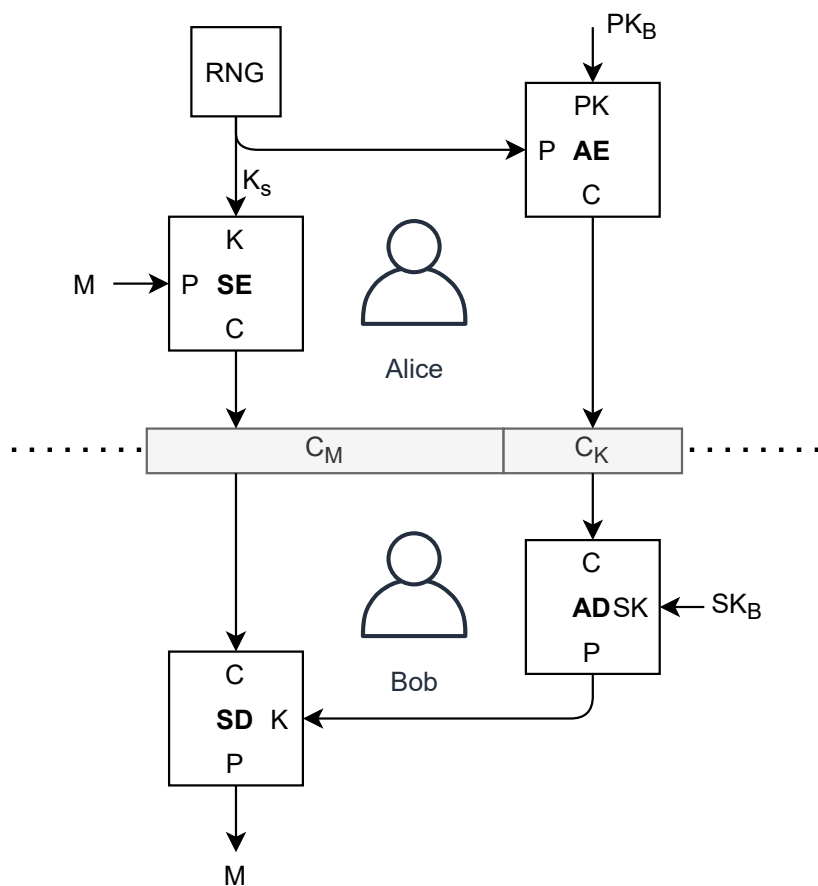 PK_B
RNG
PK
P AE
C
K_s
K
M P SE
C
Alice
C_M C_K
C
AD SK SK_B
P
Bob
C
SD K
P
M